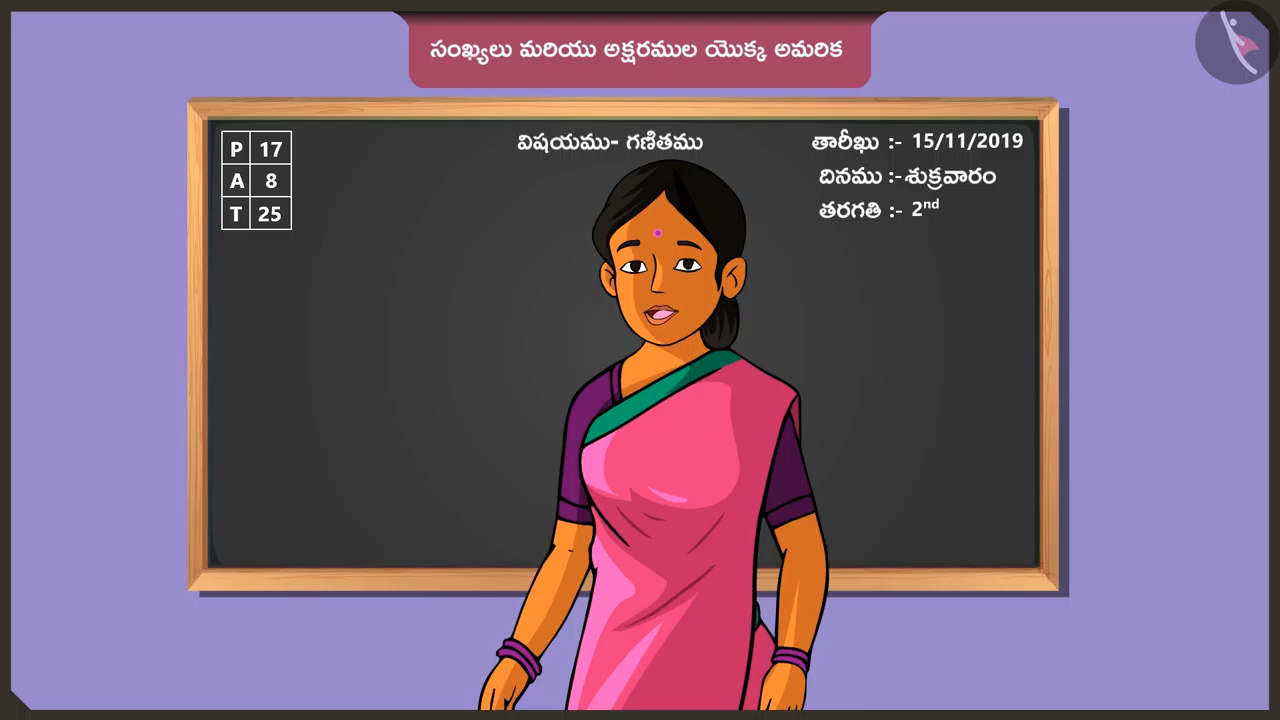 సంఖ్యలు మరియు అక్షరముల యొక్క అమరిక
P 17
A 8
T 25
విషయము- గణితము
తారీఖు :- 15/11/2019
దినము :- శుక్రవారం
తరగతి :- 2nd